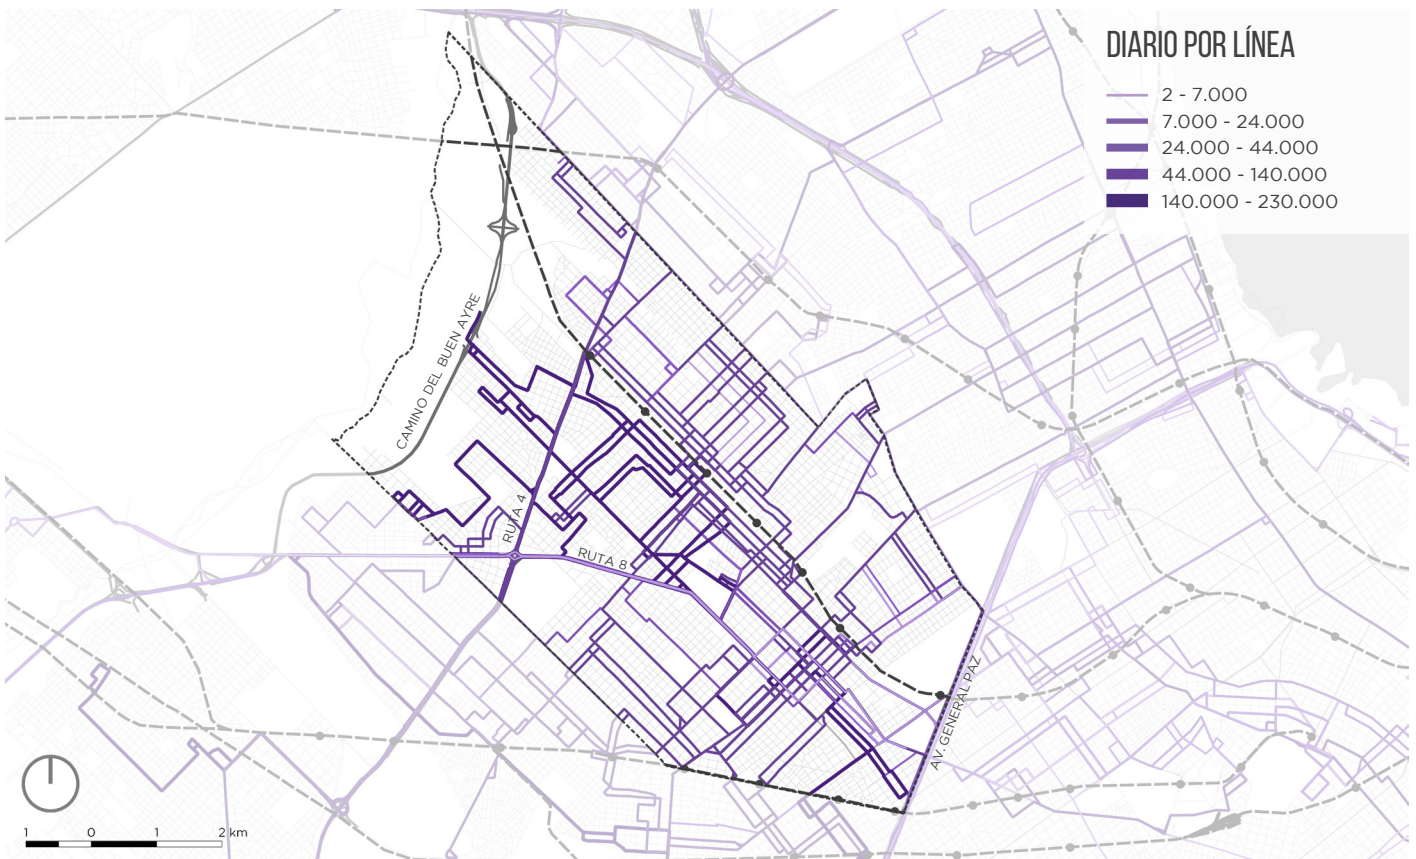 DIARIO POR LÍNEA
2 - 7.000
7.000 - 24.000
24.000 - 44.000
44.000 - 140.000
140.000 - 230.000
CAMINO DEL BUEN AYRE
RUTA 4
RUTA 8
AV. GENERAL PAZ
1 0 1 2 km